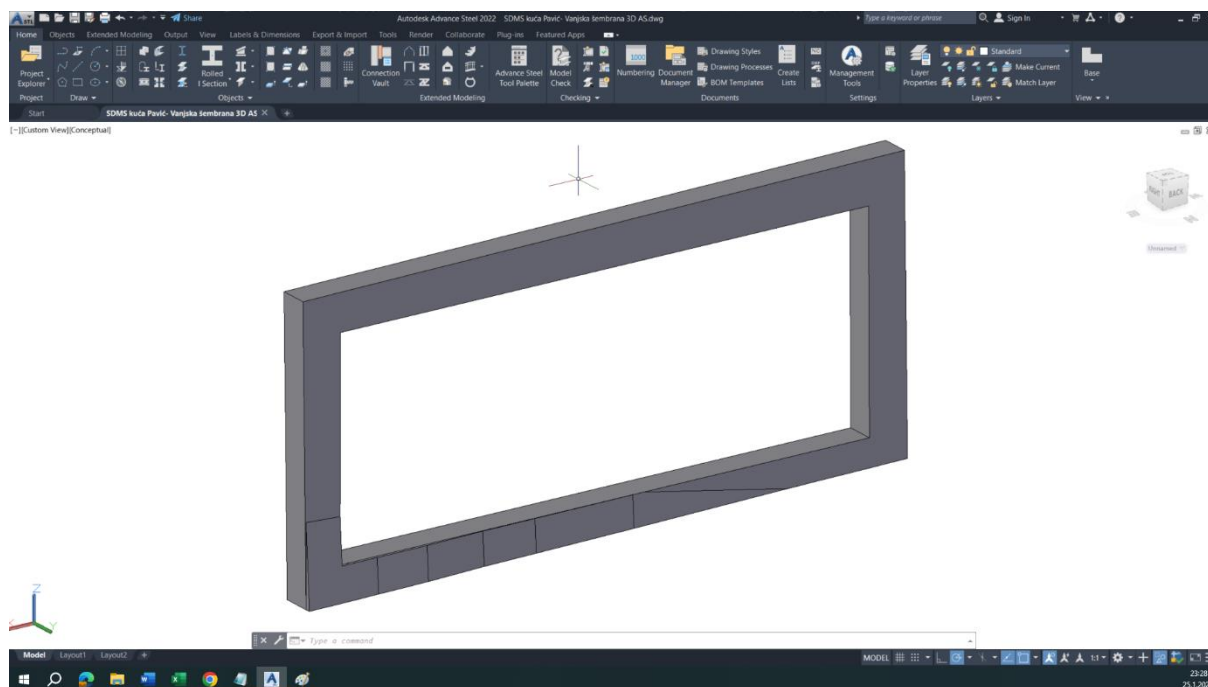 Share
Autodesk Advance Steel 2022 SDMS kuća Pavić- Vanjska šembrana 3D AS.dwg
Type a keyword or phrase
Sign In
Home Objects Extended Modeling Output View Labels & Dimensions Export & Import Tools Render Collaborate Plug-ins Featured Apps
Project Explorer
Rolled I Section
Connection Vault
Advance Steel Tool Palette
Model Check
1000
Numbering
Document Manager
Drawing Styles
Drawing Processes
BOM Templates
Create Lists
Management Tools
Layer Properties
Standard
Make Current
Match Layer
Base
Project Draw Objects Extended Modeling Checking Documents Settings Layers View
Start SDMS kuća Pavić- Vanjska šembrana 3D AS
[−][Custom View][Conceptual]
RIGHT BACK
Unnamed
Z
Y
Type a command
Model Layout1 Layout2
MODEL 1:1
23:28